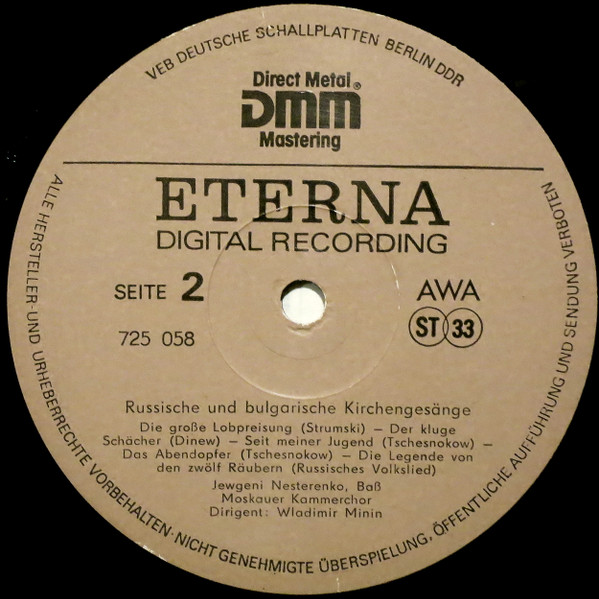 VEB DEUTSCHE SCHALLPLATTEN BERLIN DDR
Direct Metal
DMM®
Mastering
ETERNA
DIGITAL RECORDING
SEITE 2
AWA
725 058
ST 33
Russische und bulgarische Kirchengesänge
Die große Lobpreisung (Strumski) – Der kluge
Schächer (Dinew) – Seit meiner Jugend (Tschesnokow) –
Das Abendopfer (Tschesnokow) – Die Legende von
den zwölf Räubern (Russisches Volkslied)
Jewgeni Nesterenko, Baß
Moskauer Kammerchor
Dirigent: Wladimir Minin
ALLE HERSTELLER-UND URHEBERRECHTE VORBEHALTEN·NICHT GENEHMIGTE ÜBERSPIELUNG, ÖFFENTLICHE AUFFÜHRUNG UND SENDUNG VERBOTEN